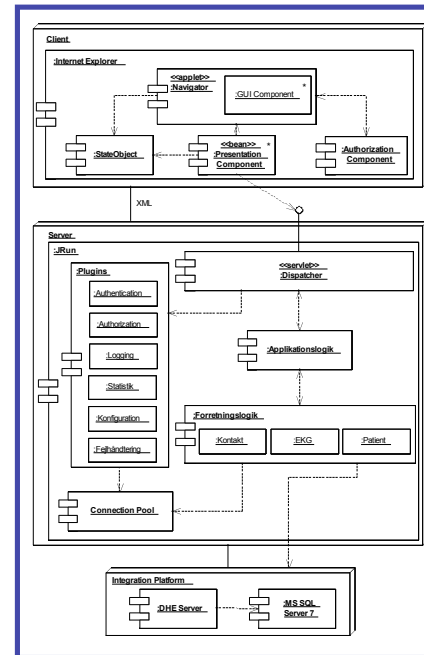 Client
:Internet Explorer
<<applet>>
:Navigator
*
:GUI Component
:StateObject
<<bean>> *
:Presentation
Component
:Authorization
Component
XML
Server
:JRun
:Plugins
:Authentication
:Authorization
:Logging
:Statistik
:Konfiguration
:Fejlhåndtering
<<servlet>>
:Dispatcher
:Applikationslogik
:Forretningslogik
:Kontakt
:EKG
:Patient
Connection Pool
Integration Platform
:DHE Server
:MS SQL
Server 7